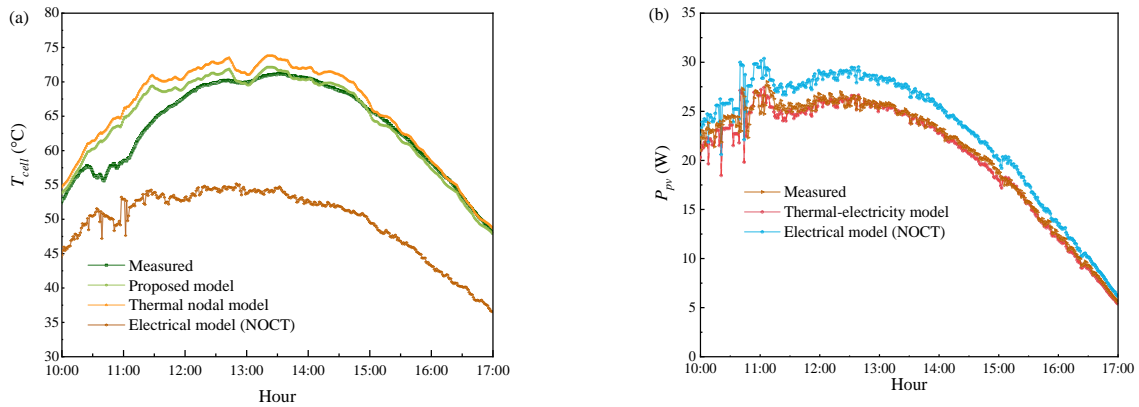 (a)
80
75
70
65
60
55
50
45
40
35
30
T_cell (°C)
Measured
Proposed model
Thermal nodal model
Electrical model (NOCT)
10:00 11:00 12:00 13:00 14:00 15:00 16:00 17:00
Hour
(b)
35
30
25
20
15
10
5
0
P_pv (W)
Measured
Thermal-electricity model
Electrical model (NOCT)
10:00 11:00 12:00 13:00 14:00 15:00 16:00 17:00
Hour